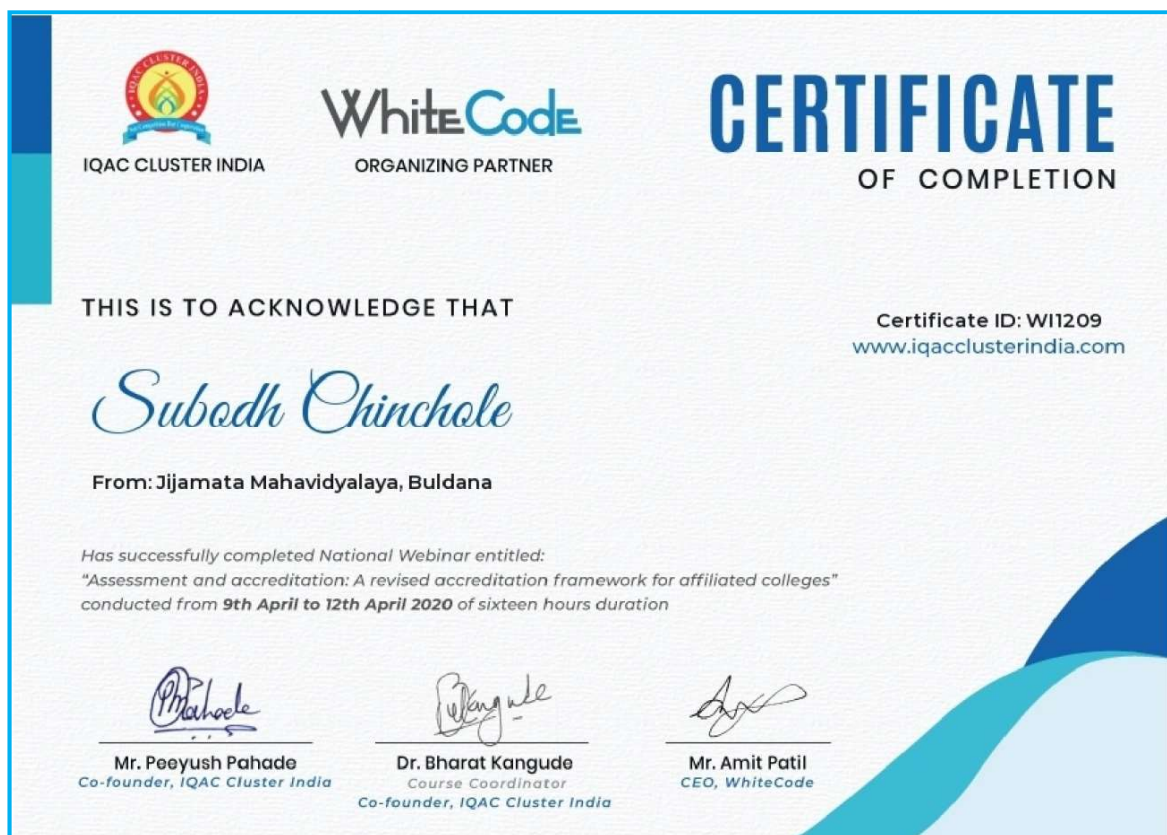 IQAC CLUSTER INDIA
IQAC CLUSTER INDIA
WhiteCode
ORGANIZING PARTNER
CERTIFICATE
OF COMPLETION
THIS IS TO ACKNOWLEDGE THAT
Certificate ID: WI1209
www.iqacclusterindia.com
Subodh Chinchole
From: Jijamata Mahavidyalaya, Buldana
Has successfully completed National Webinar entitled:
"Assessment and accreditation: A revised accreditation framework for affiliated colleges"
conducted from 9th April to 12th April 2020 of sixteen hours duration
Mr. Peeyush Pahade
Co-founder, IQAC Cluster India
Dr. Bharat Kangude
Course Coordinator
Co-founder, IQAC Cluster India
Mr. Amit Patil
CEO, WhiteCode